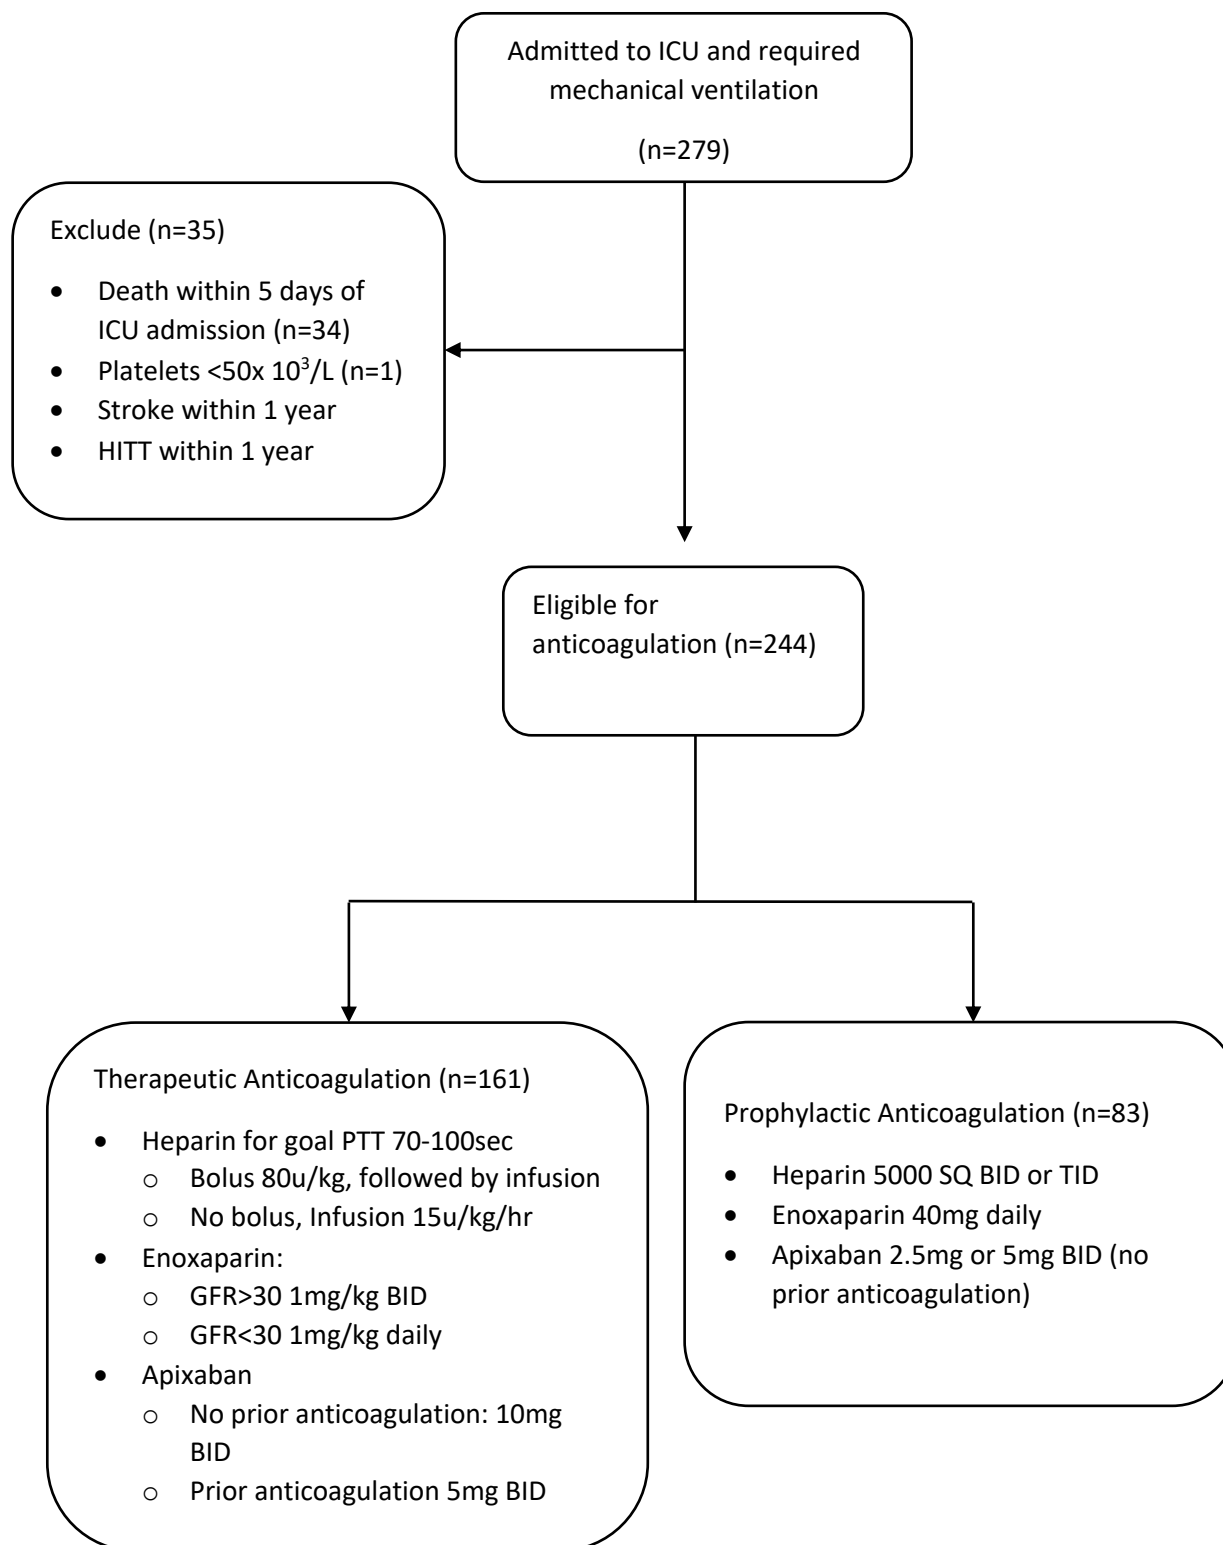 Admitted to ICU and required
mechanical ventilation
(n=279)
Exclude (n=35)
• Death within 5 days of
ICU admission (n=34)
• Platelets <50x 10³/L (n=1)
• Stroke within 1 year
• HITT within 1 year
Eligible for
anticoagulation (n=244)
Therapeutic Anticoagulation (n=161)
• Heparin for goal PTT 70-100sec
o Bolus 80u/kg, followed by infusion
o No bolus, Infusion 15u/kg/hr
• Enoxaparin:
o GFR>30 1mg/kg BID
o GFR<30 1mg/kg daily
• Apixaban
o No prior anticoagulation: 10mg
BID
o Prior anticoagulation 5mg BID
Prophylactic Anticoagulation (n=83)
• Heparin 5000 SQ BID or TID
• Enoxaparin 40mg daily
• Apixaban 2.5mg or 5mg BID (no
prior anticoagulation)